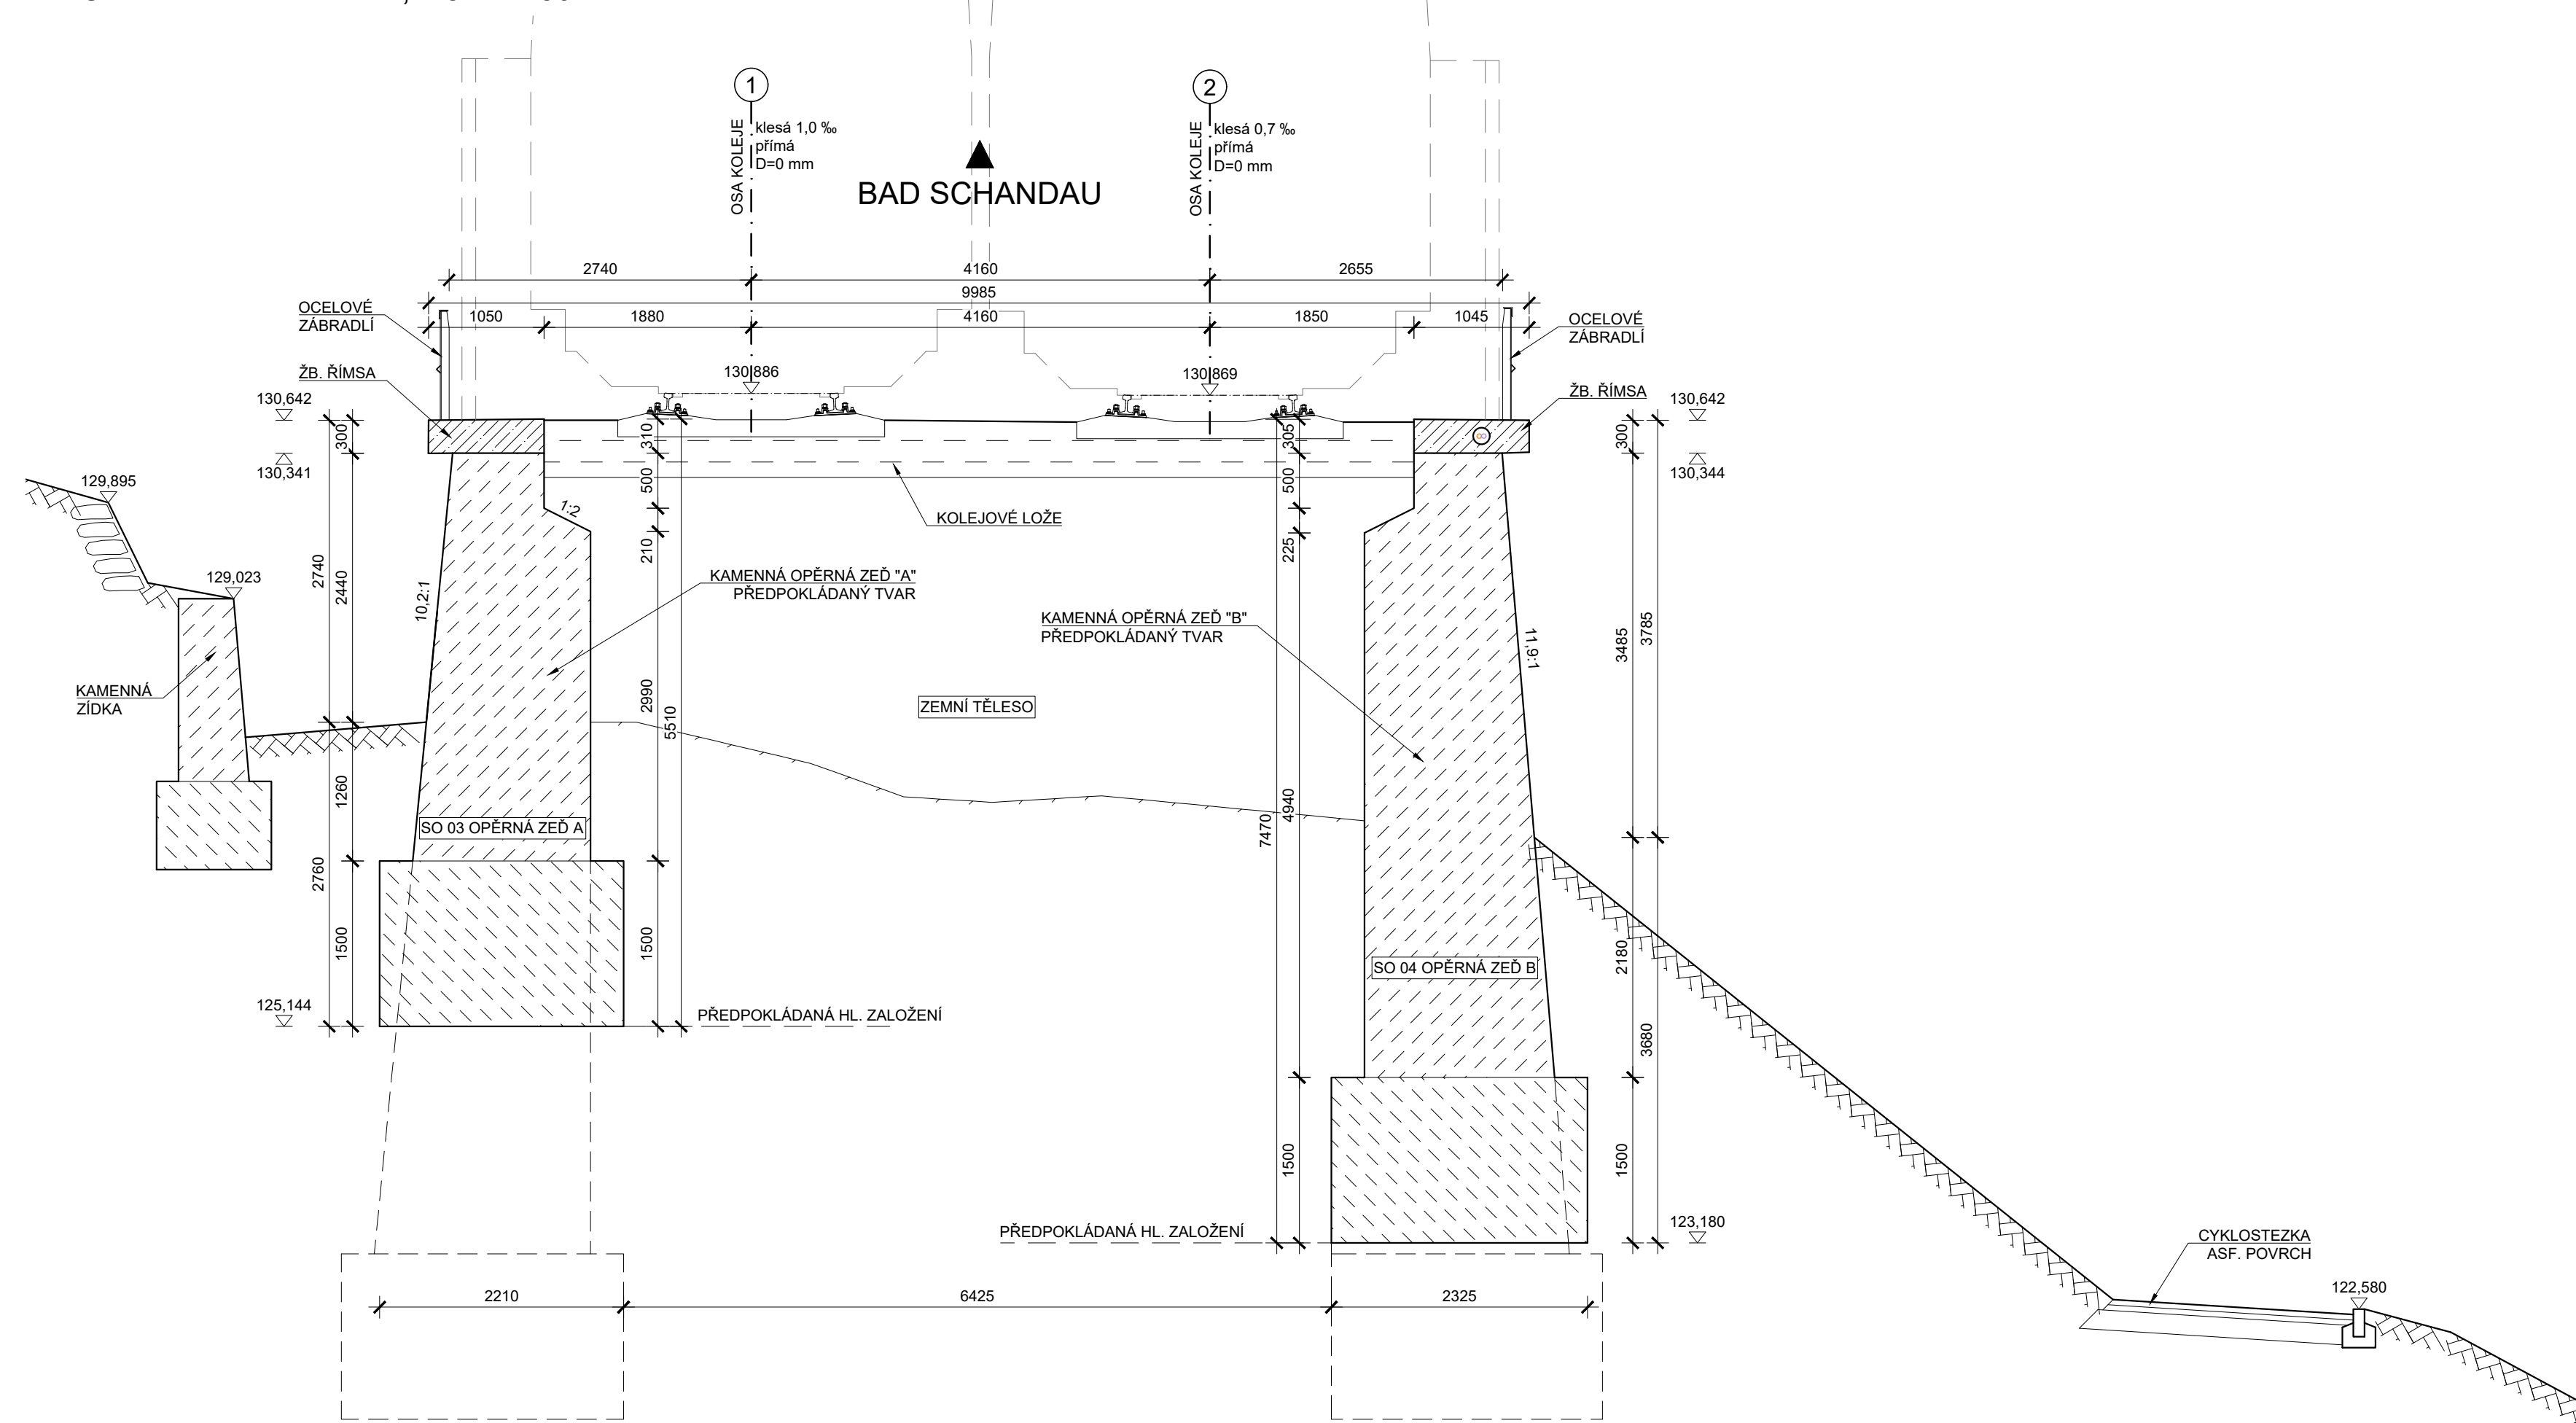 1
2
OSA KOLEJE
klesá 1,0 ‰
přímá
D=0 mm
OSA KOLEJE
klesá 0,7 ‰
přímá
D=0 mm
BAD SCHANDAU
2740
4160
2655
9985
1050
1880
4160
1850
1045
OCELOVÉ
ZÁBRADLÍ
OCELOVÉ
ZÁBRADLÍ
ŽB. ŘÍMSA
ŽB. ŘÍMSA
130,886
130,869
130,642
130,341
130,642
130,344
129,895
129,023
300
310
305
300
500
500
1:2
KOLEJOVÉ LOŽE
210
225
2740
2440
10,2:1
KAMENNÁ OPĚRNÁ ZEĎ "A"
PŘEDPOKLÁDANÝ TVAR
KAMENNÁ OPĚRNÁ ZEĎ "B"
PŘEDPOKLÁDANÝ TVAR
11,9:1
3485
3785
KAMENNÁ
ZÍDKA
2990
5510
ZEMNÍ TĚLESO
1260
4940
7470
SO 03 OPĚRNÁ ZEĎ A
2760
1500
1500
SO 04 OPĚRNÁ ZEĎ B
2180
3680
125,144
PŘEDPOKLÁDANÁ HL. ZALOŽENÍ
1500
1500
PŘEDPOKLÁDANÁ HL. ZALOŽENÍ
123,180
CYKLOSTEZKA
ASF. POVRCH
122,580
2210
6425
2325